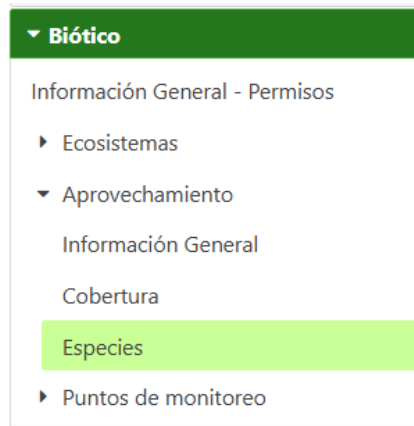 Biótico
Información General - Permisos
Ecosistemas
Aprovechamiento
Información General
Cobertura
Especies
Puntos de monitoreo